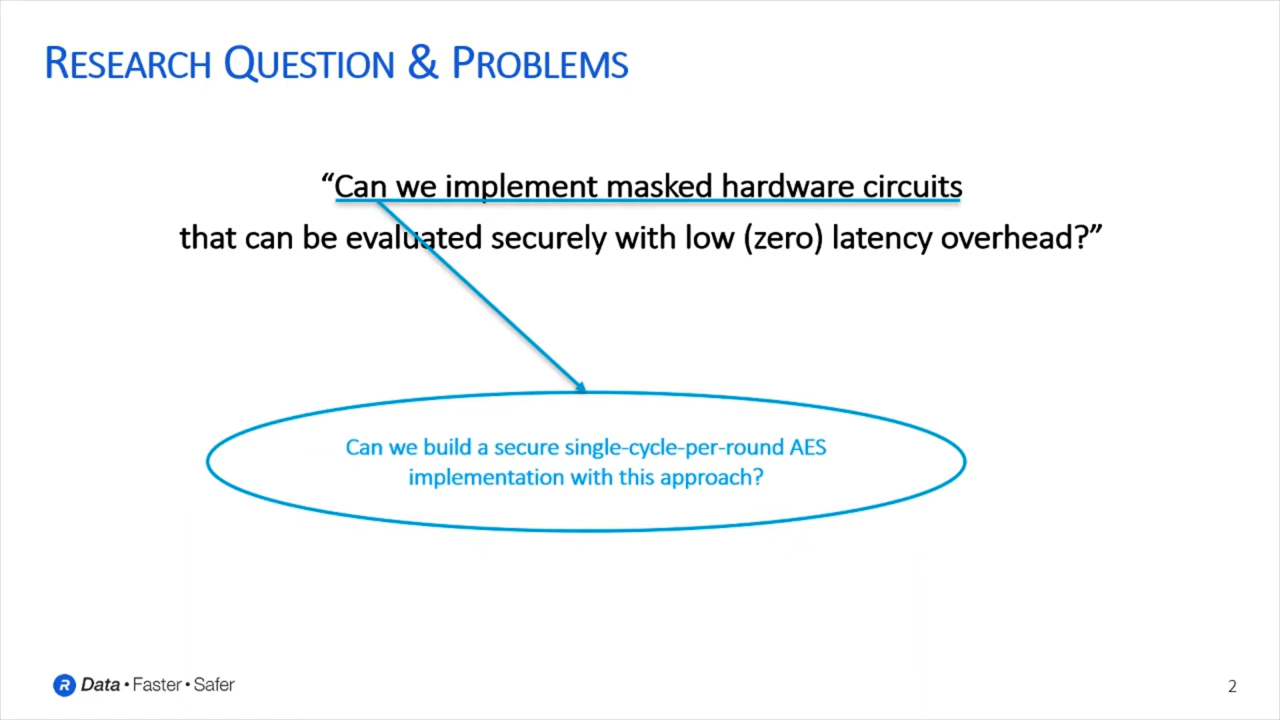 RESEARCH QUESTION & PROBLEMS
“Can we implement masked hardware circuits
that can be evaluated securely with low (zero) latency overhead?”
Can we build a secure single-cycle-per-round AES
implementation with this approach?
R Data • Faster • Safer
2